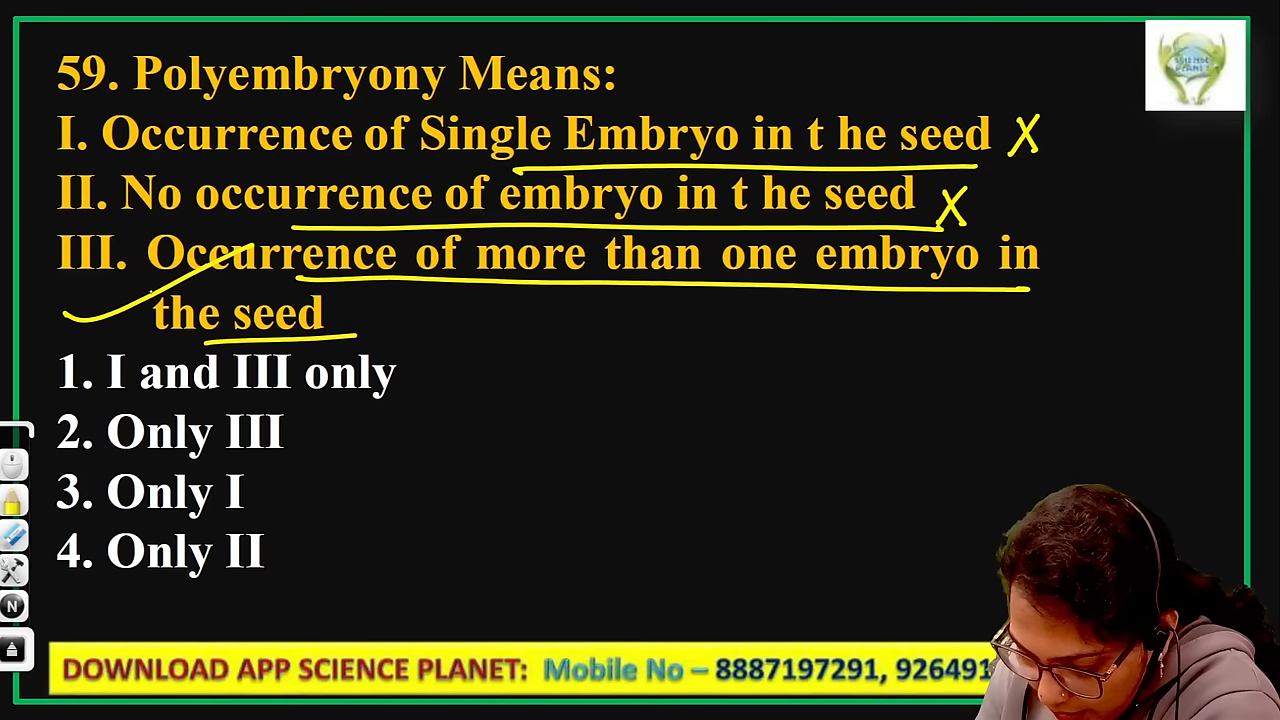 59. Polyembryony Means:
I. Occurrence of Single Embryo in t he seed X
II. No occurrence of embryo in t he seed X
III. Occurrence of more than one embryo in
the seed
1. I and III only
2. Only III
3. Only I
4. Only II
DOWNLOAD APP SCIENCE PLANET: Mobile No – 8887197291, 926491
SCIENCE
PLANET
N